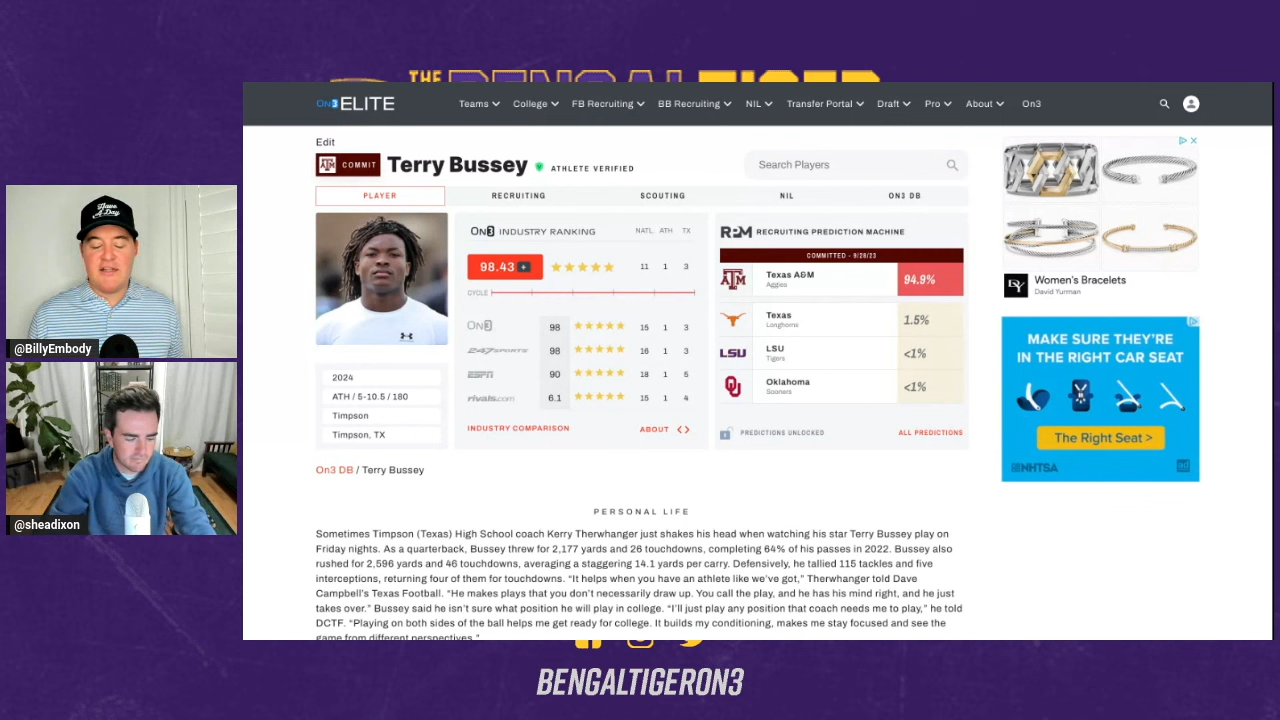 THE BENGAL TIGER
On3 ELITE
Teams College FB Recruiting BB Recruiting NIL Transfer Portal Draft Pro About On3
Edit
ATM COMMIT Terry Bussey ATHLETE VERIFIED
Search Players
PLAYER RECRUITING SCOUTING NIL ON3 DB
On3 INDUSTRY RANKING NATL. ATH TX
98.43 + 11 1 3
CYCLE
ON3 98 15 1 3
247SPORTS 98 16 1 3
ESPN 90 18 1 5
rivals.com 6.1 15 1 4
INDUSTRY COMPARISON ABOUT
RPM RECRUITING PREDICTION MACHINE
COMMITTED - 9/28/23
ATM Texas A&M 94.9%
Aggies
Texas 1.5%
Longhorns
LSU LSU <1%
Tigers
OU Oklahoma <1%
Sooners
PREDICTIONS UNLOCKED ALL PREDICTIONS
2024
ATH / 5-10.5 / 180
Timpson
Timpson, TX
DY Women's Bracelets
David Yurman
MAKE SURE THEY'RE
IN THE RIGHT CAR SEAT
The Right Seat >
NHTSA
On3 DB / Terry Bussey
PERSONAL LIFE
Sometimes Timpson (Texas) High School coach Kerry Therwhanger just shakes his head when watching his star Terry Bussey play on
Friday nights. As a quarterback, Bussey threw for 2,177 yards and 26 touchdowns, completing 64% of his passes in 2022. Bussey also
rushed for 2,596 yards and 46 touchdowns, averaging a staggering 14.1 yards per carry. Defensively, he tallied 115 tackles and five
interceptions, returning four of them for touchdowns. “It helps when you have an athlete like we’ve got,” Therwhanger told Dave
Campbell’s Texas Football. “He makes plays that you don’t necessarily draw up. You call the play, and he has his mind right, and he just
takes over.” Bussey said he isn’t sure what position he will play in college. “I’ll just play any position that coach needs me to play,” he told
DCTF. “Playing on both sides of the ball helps me get ready for college. It builds my conditioning, makes me stay focused and see the
game from different perspectives.”
Have
A Day
@BillyEmbody
@sheadixon
BENGALTIGERON3